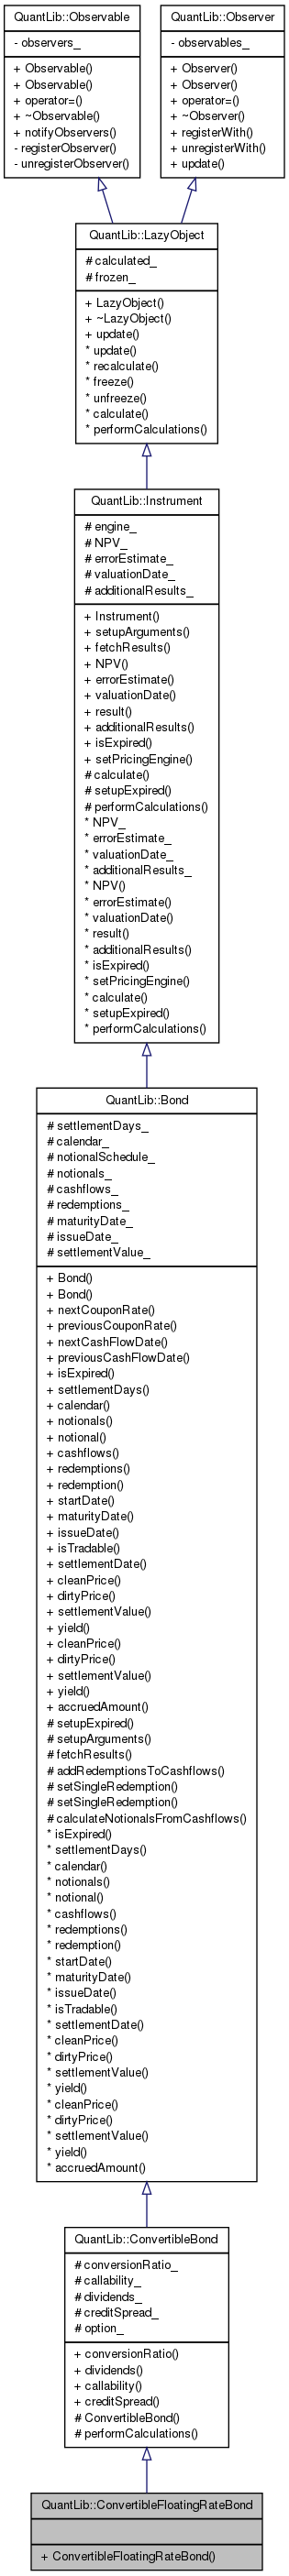 QuantLib::Observable
- observers_
+ Observable()
+ Observable()
+ operator=()
+ ~Observable()
+ notifyObservers()
- registerObserver()
- unregisterObserver()
QuantLib::Observer
- observables_
+ Observer()
+ Observer()
+ operator=()
+ ~Observer()
+ registerWith()
+ unregisterWith()
+ update()
QuantLib::LazyObject
# calculated_
# frozen_
+ LazyObject()
+ ~LazyObject()
+ update()
* update()
* recalculate()
* freeze()
* unfreeze()
* calculate()
* performCalculations()
QuantLib::Instrument
# engine_
# NPV_
# errorEstimate_
# valuationDate_
# additionalResults_
+ Instrument()
+ setupArguments()
+ fetchResults()
+ NPV()
+ errorEstimate()
+ valuationDate()
+ result()
+ additionalResults()
+ isExpired()
+ setPricingEngine()
# calculate()
# setupExpired()
# performCalculations()
* NPV_
* errorEstimate_
* valuationDate_
* additionalResults_
* NPV()
* errorEstimate()
* valuationDate()
* result()
* additionalResults()
* isExpired()
* setPricingEngine()
* calculate()
* setupExpired()
* performCalculations()
QuantLib::Bond
# settlementDays_
# calendar_
# notionalSchedule_
# notionals_
# cashflows_
# redemptions_
# maturityDate_
# issueDate_
# settlementValue_
+ Bond()
+ Bond()
+ nextCouponRate()
+ previousCouponRate()
+ nextCashFlowDate()
+ previousCashFlowDate()
+ isExpired()
+ settlementDays()
+ calendar()
+ notionals()
+ notional()
+ cashflows()
+ redemptions()
+ redemption()
+ startDate()
+ maturityDate()
+ issueDate()
+ isTradable()
+ settlementDate()
+ cleanPrice()
+ dirtyPrice()
+ settlementValue()
+ yield()
+ cleanPrice()
+ dirtyPrice()
+ settlementValue()
+ yield()
+ accruedAmount()
# setupExpired()
# setupArguments()
# fetchResults()
# addRedemptionsToCashflows()
# setSingleRedemption()
# setSingleRedemption()
# calculateNotionalsFromCashflows()
* isExpired()
* settlementDays()
* calendar()
* notionals()
* notional()
* cashflows()
* redemptions()
* redemption()
* startDate()
* maturityDate()
* issueDate()
* isTradable()
* settlementDate()
* cleanPrice()
* dirtyPrice()
* settlementValue()
* yield()
* cleanPrice()
* dirtyPrice()
* settlementValue()
* yield()
* accruedAmount()
QuantLib::ConvertibleBond
# conversionRatio_
# callability_
# dividends_
# creditSpread_
# option_
+ conversionRatio()
+ dividends()
+ callability()
+ creditSpread()
# ConvertibleBond()
# performCalculations()
QuantLib::ConvertibleFloatingRateBond
+ ConvertibleFloatingRateBond()